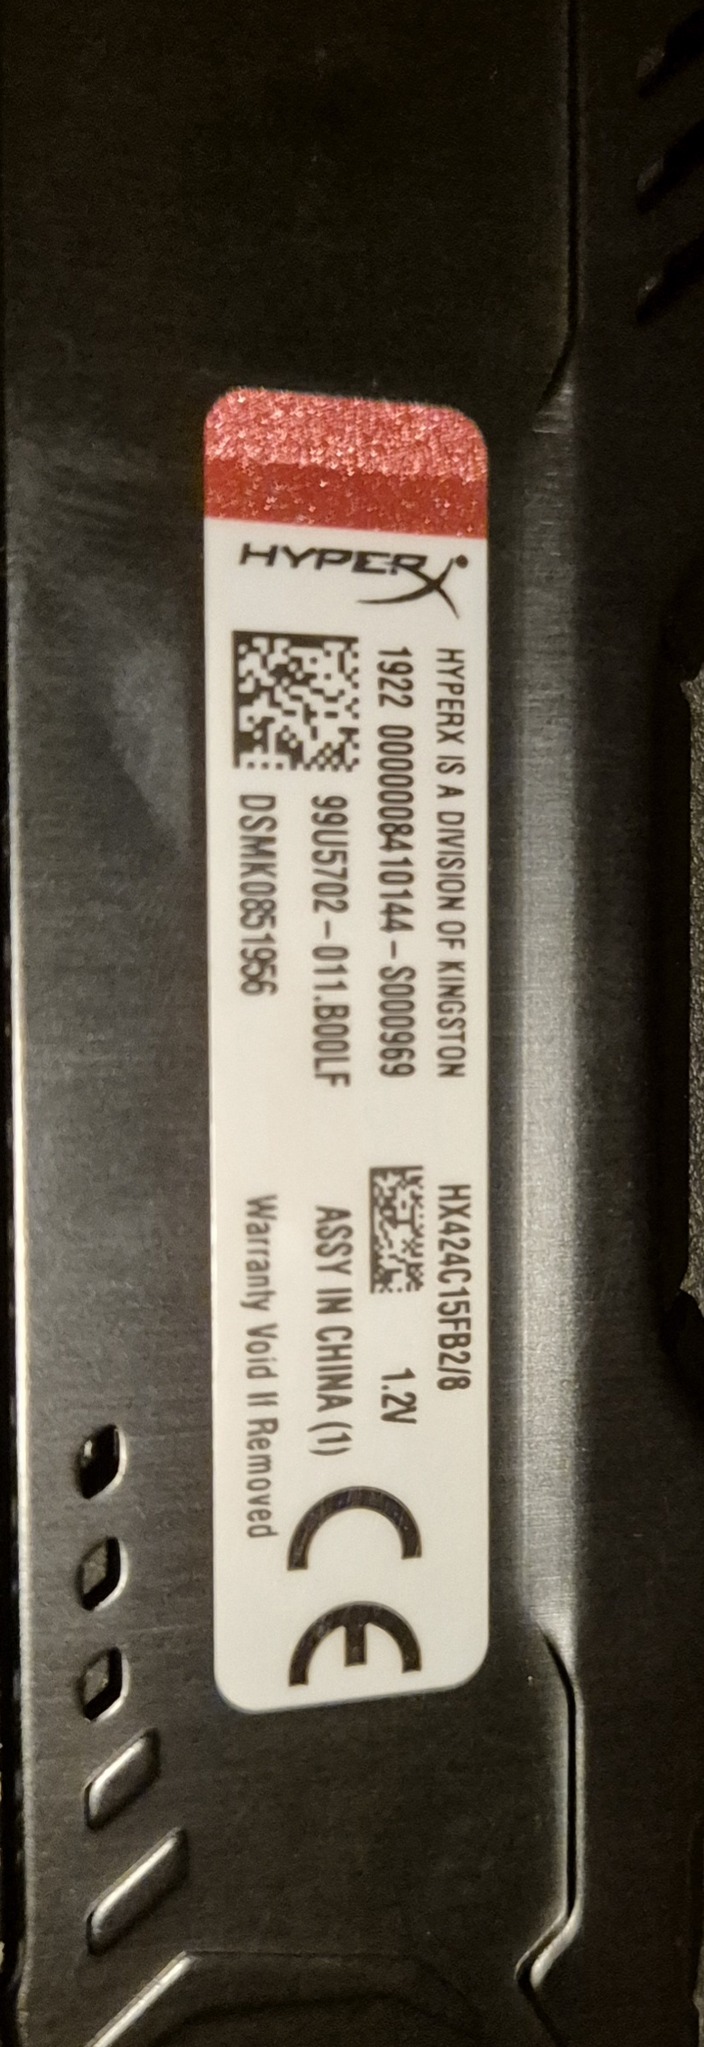 HYPERX
HYPERX IS A DIVISION OF KINGSTON
1922 0000008410144-S000969
99U5702-011.B00LF
DSMK0851956
HX424C15FB2/8
1.2V
ASSY IN CHINA (1)
Warranty Void If Removed
CE